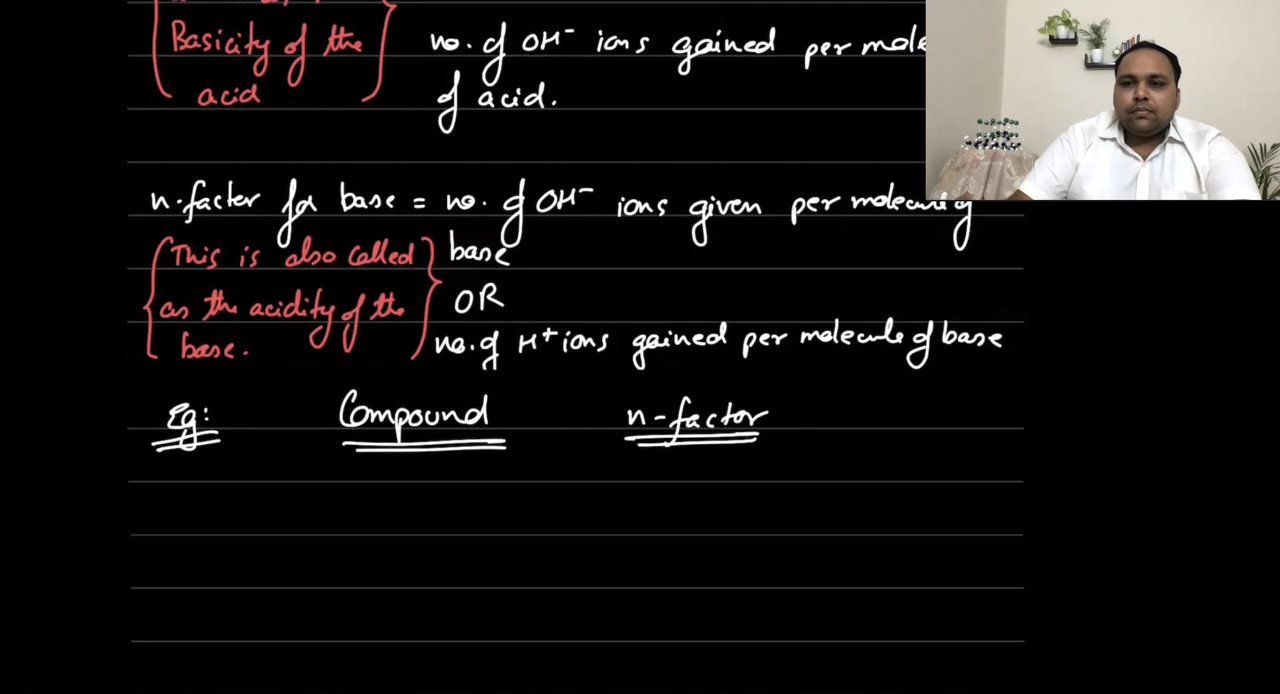 Basicity of the
acid
no. of OH⁻ ions gained per mole
of acid.
n-factor for base = no. of OH⁻ ions given per molecule of
base
{This is also called
as the acidity of the
base.}
OR
no. of H⁺ ions gained per molecule of base
Eg: Compound n-factor